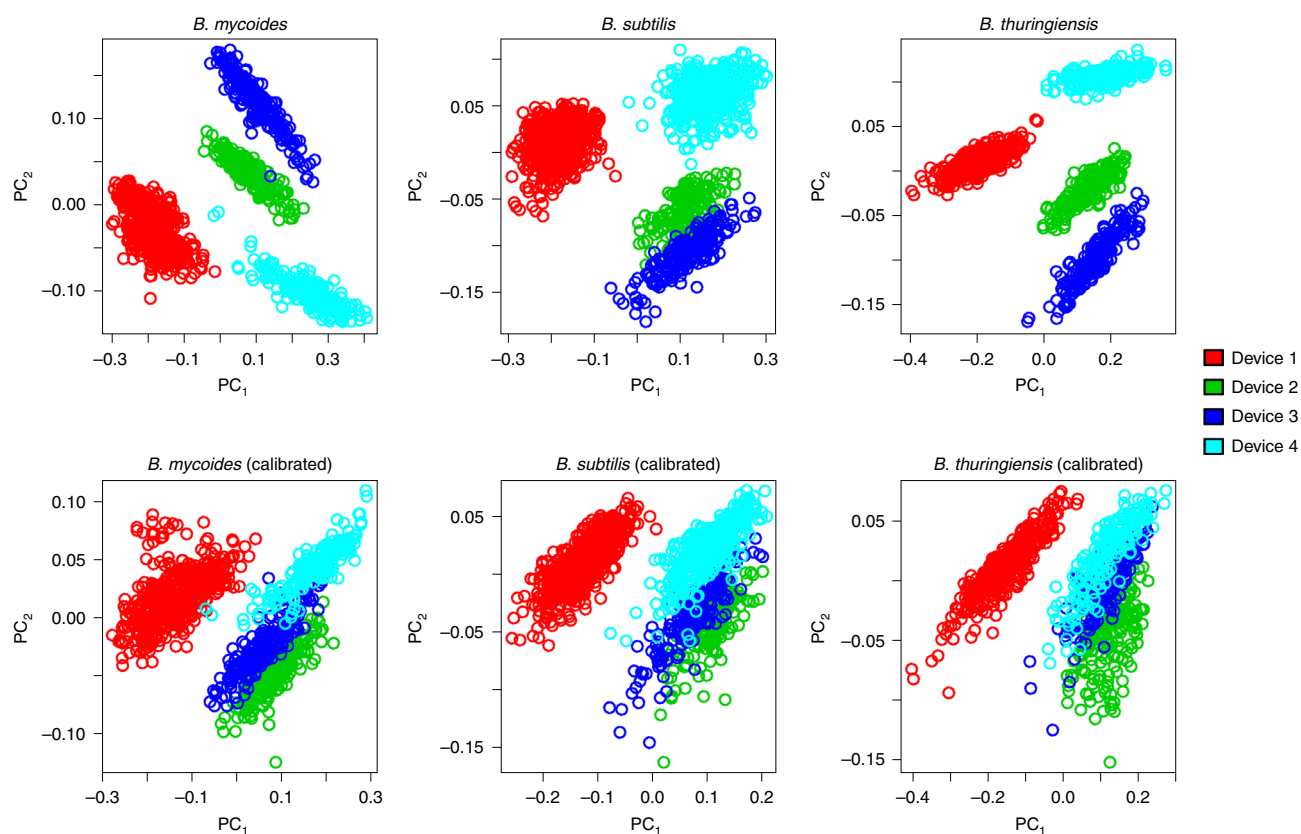 B. mycoides
B. subtilis
B. thuringiensis
0.10
0.00
−0.10
PC2
−0.3 −0.1 0.1 0.3
PC1
0.05
−0.05
−0.15
PC2
−0.3 −0.1 0.1 0.3
PC1
0.05
−0.05
−0.15
PC2
−0.4 −0.2 0.0 0.2
PC1
Device 1
Device 2
Device 3
Device 4
B. mycoides (calibrated)
B. subtilis (calibrated)
B. thuringiensis (calibrated)
0.10
0.05
0.00
−0.10
PC2
−0.3 −0.1 0.1 0.3
PC1
0.05
−0.05
−0.15
PC2
−0.2 −0.1 0.0 0.1 0.2
PC1
0.05
−0.05
−0.15
PC2
−0.4 −0.2 0.0 0.2
PC1